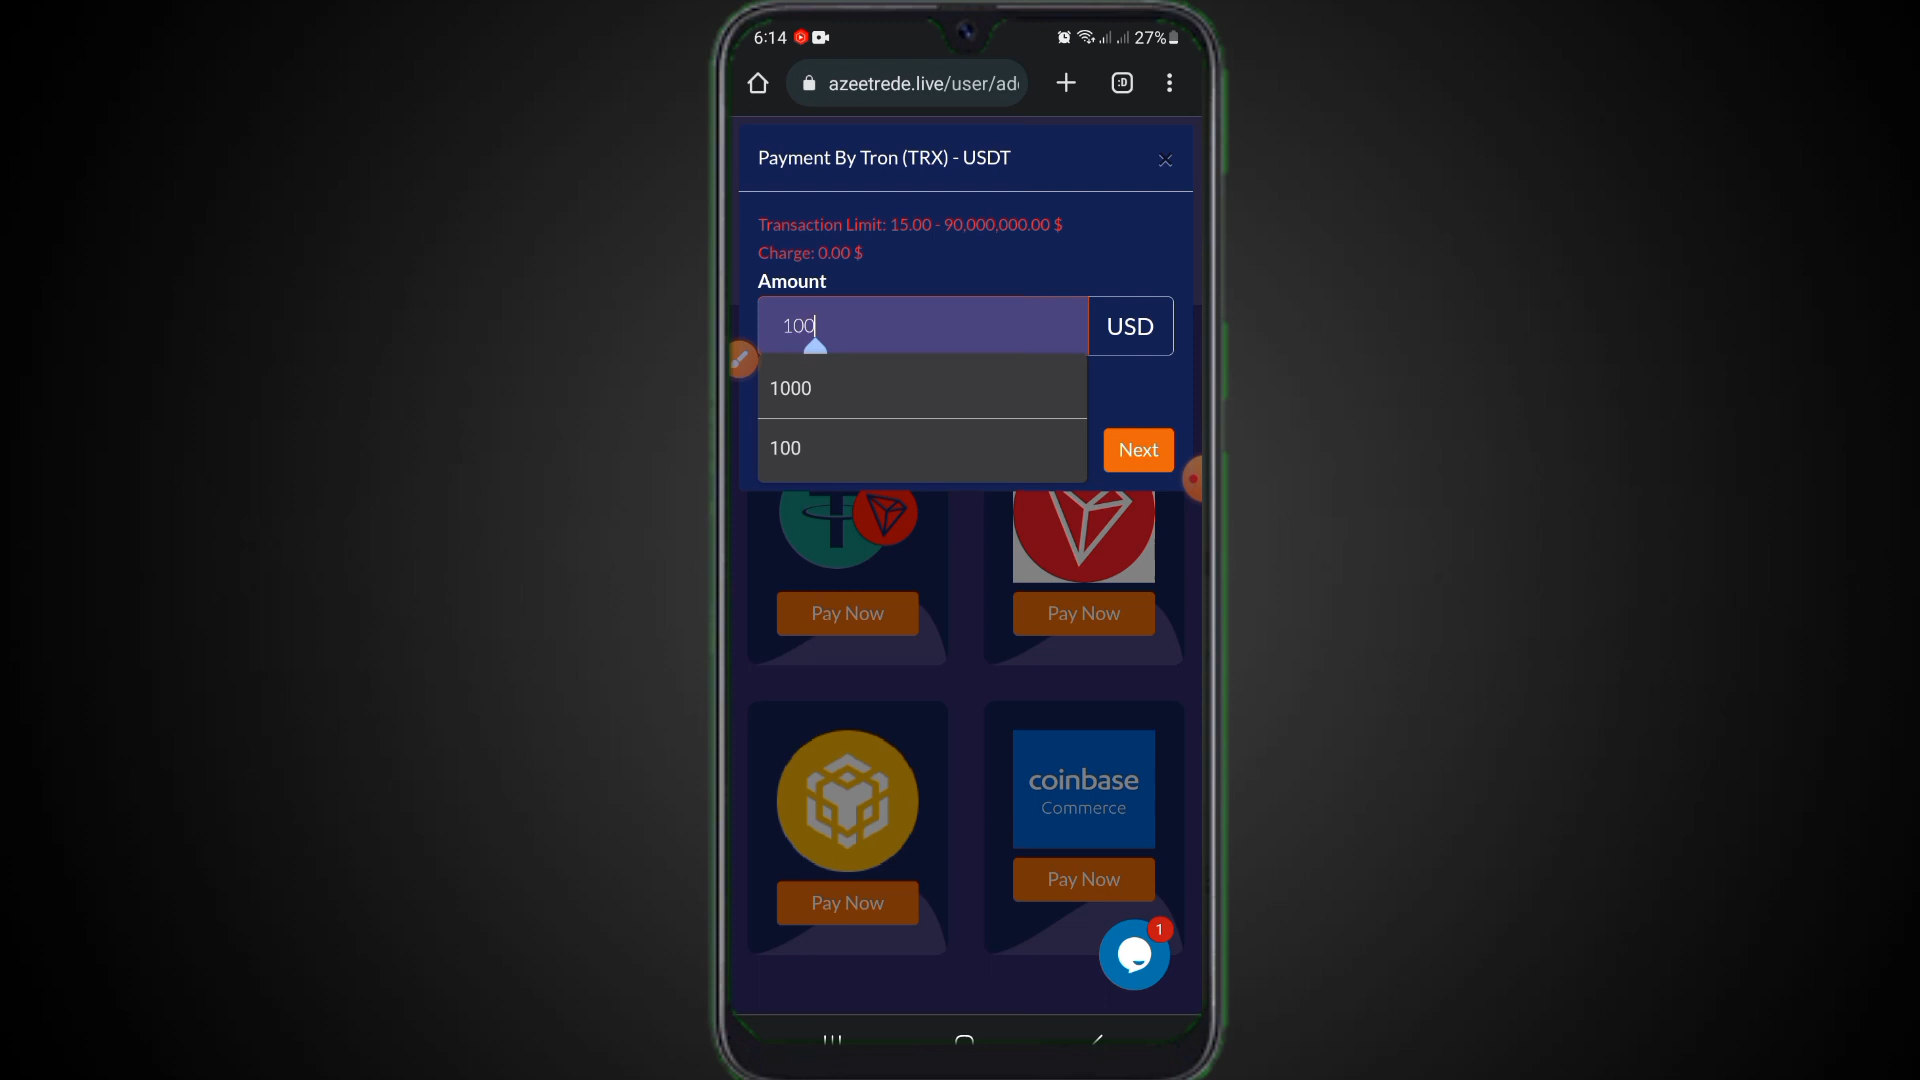 6:14 27%
azeetrede.live/user/ad
Payment By Tron (TRX) - USDT
Transaction Limit: 15.00 - 90,000,000.00 $
Charge: 0.00 $
Amount
100 USD
1000
100
Next
Pay Now Pay Now
coinbase
Commerce
Pay Now
Pay Now
1